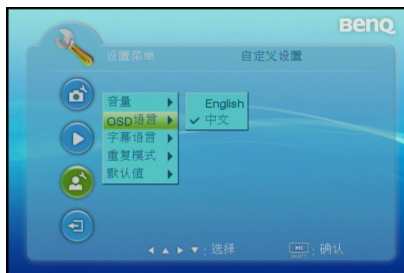 BenQ
设置菜单 自定义设置
音量
OSD语言
字幕语言
重复模式
默认值
English
中文
:选择 SELECT :确认